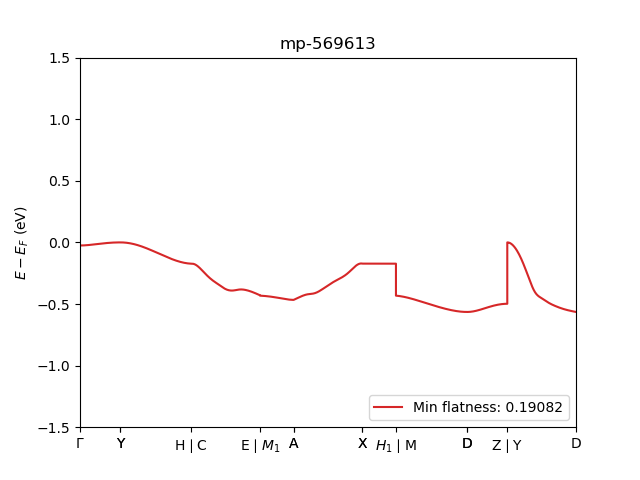 mp-569613
1.5
1.0
0.5
0.0
−0.5
−1.0
−1.5
E − E_F (eV)
Min flatness: 0.19082
Γ Y H | C E | M₁ A X H₁ | M D Z | Y D